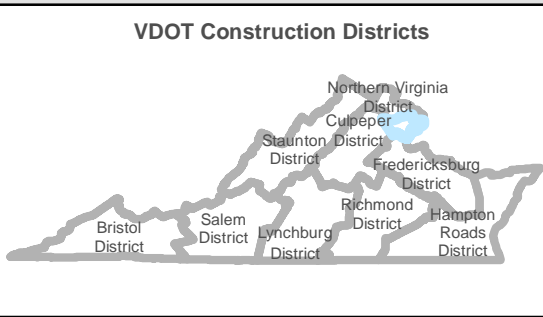 VDOT Construction Districts
Northern Virginia
District
Culpeper
District
Staunton
District
Fredericksburg
District
Richmond
District
Hampton
Roads
District
Salem
District
Lynchburg
District
Bristol
District